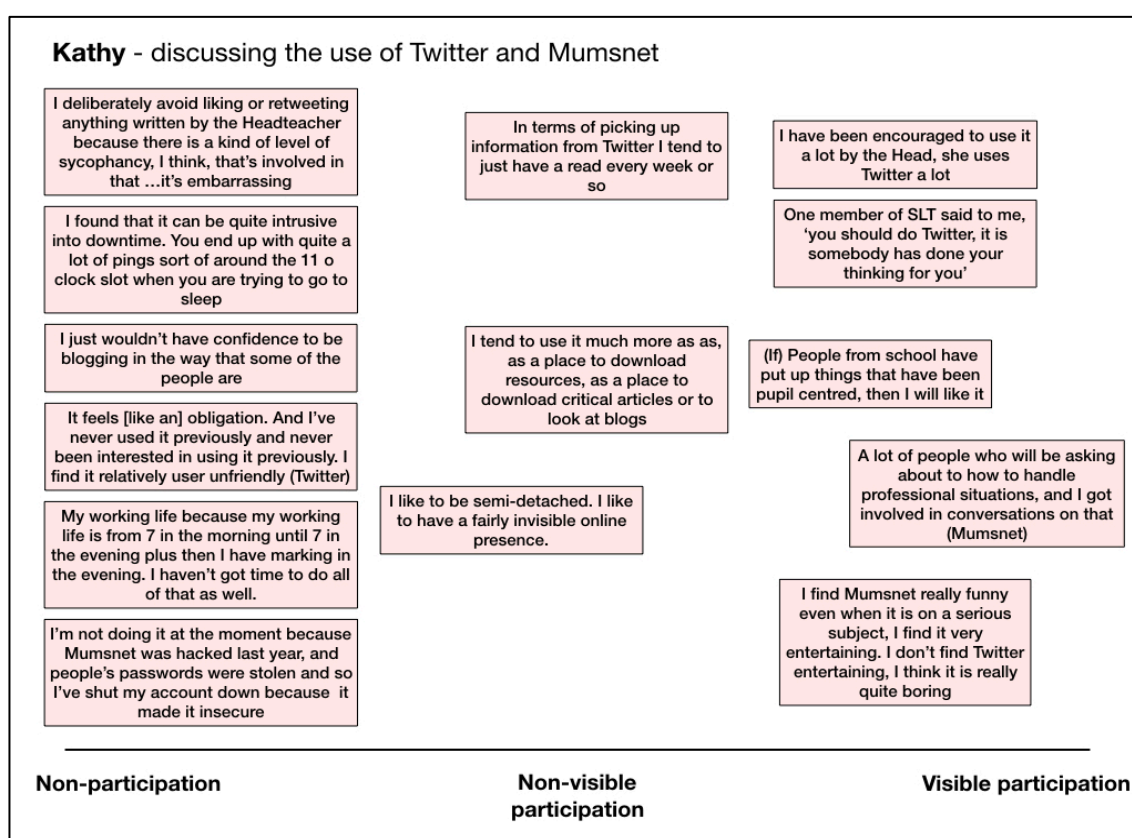 Kathy - discussing the use of Twitter and Mumsnet
I deliberately avoid liking or retweeting
anything written by the Headteacher
because there is a kind of level of
sycophancy, I think, that's involved in
that ...it's embarrassing
I found that it can be quite intrusive
into downtime. You end up with quite a
lot of pings sort of around the 11 o
clock slot when you are trying to go to
sleep
I just wouldn't have confidence to be
blogging in the way that some of the
people are
It feels [like an] obligation. And I've
never used it previously and never
been interested in using it previously. I
find it relatively user unfriendly (Twitter)
My working life because my working
life is from 7 in the morning until 7 in
the evening plus then I have marking in
the evening. I haven't got time to do all
of that as well.
I'm not doing it at the moment because
Mumsnet was hacked last year, and
people's passwords were stolen and so
I've shut my account down because it
made it insecure
In terms of picking up
information from Twitter I tend to
just have a read every week or
so
I tend to use it much more as as,
as a place to download
resources, as a place to
download critical articles or to
look at blogs
I like to be semi-detached. I like
to have a fairly invisible online
presence.
I have been encouraged to use it
a lot by the Head, she uses
Twitter a lot
One member of SLT said to me,
'you should do Twitter, it is
somebody has done your
thinking for you'
(If) People from school have
put up things that have been
pupil centred, then I will like it
A lot of people who will be asking
about to how to handle
professional situations, and I got
involved in conversations on that
(Mumsnet)
I find Mumsnet really funny
even when it is on a serious
subject, I find it very
entertaining. I don't find Twitter
entertaining, I think it is really
quite boring
Non-participation
Non-visible
participation
Visible participation